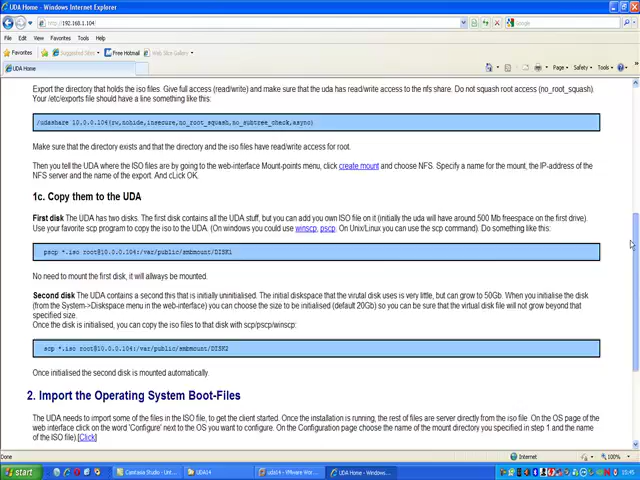 UDA Home - Windows Internet Explorer
http://192.168.1.104
Google
File Edit View Favorites Tools Help
Favorites Suggested Sites Free Hotmail Web Slice Gallery
UDA Home
Page Safety Tools
Export the directory that holds the iso files. Give full access (read/write) and make sure that the uda has read/write access to the nfs share. Do not squash root access (no_root_squash).
Your /etc/exports file should have a line something like this:
/udashare 10.0.0.104(rw,nohide,insecure,no_root_squash,no_subtree_check,async)
Make sure that the directory exists and that the directory and the iso files have read/write access for root.
Then you tell the UDA where the ISO files are by going to the web-interface Mount-points menu, click create mount and choose NFS. Specify a name for the mount, the IP-address of the
NFS server and the name of the export. And cLick OK.
1c. Copy them to the UDA
First disk The UDA has two disks. The first disk contains all the UDA stuff, but you can add you own ISO file on it (initially the uda will have around 500 Mb freespace on the first drive).
Use your favorite scp program to copy the iso to the UDA. (On windows you could use winscp, pscp. On Unix/Linux you can use the scp command). Do something like this:
pscp *.iso root@10.0.0.104:/var/public/smbmount/DISK1
No need to mount the first disk, it will allways be mounted.
Second disk The UDA contains a second this that is initially uninitialised. The initial diskspace that the vrutal disk uses is very little, but can grow to 50Gb. When you initialise the disk
(from the System->Diskspace menu in the web-interface) you can choose the size to be initialised (default 20Gb) so you can be sure that the virtual disk file will not grow beyond that
specified size.
Once the disk is initialised, you can copy the iso files to that disk with scp/pscp/winscp:
scp *.iso root@10.0.0.104:/var/public/smbmount/DISK2
Once initialised the second disk is mounted automatically.
2. Import the Operating System Boot-Files
The UDA needs to import some of the files in the ISO file, to get the client started. Once the installation is running, the rest of files are server directly from the iso file. On the OS page of the
web interface click on the word 'Configure' next to the OS you want to configure. On the Configuration page choose the name of the mount directory you specified in step 1 and the name
of the ISO file).[Click]
Done Internet 100%
start Camtasia Studio - Unt... UDA14 uda14 - VMware Wor... UDA Home - Windows... 15:45